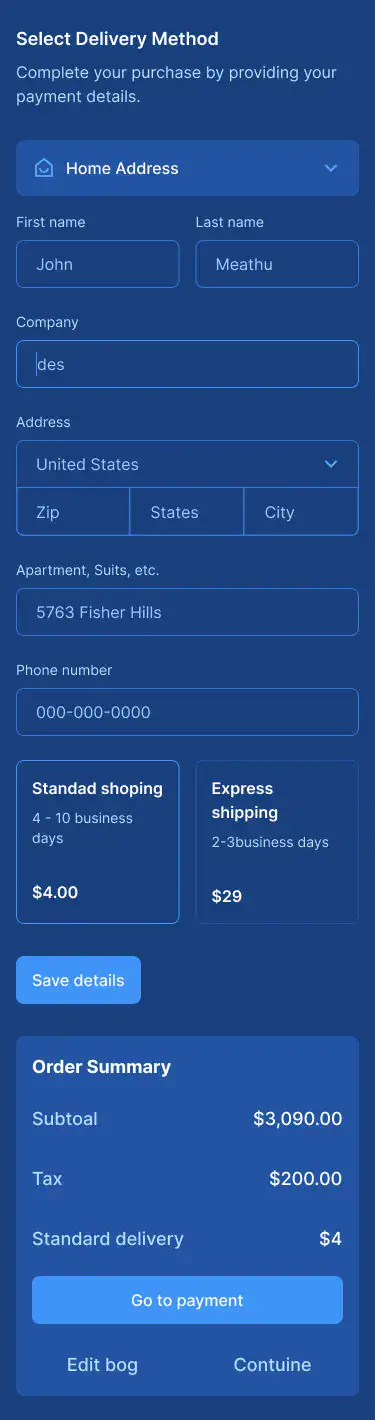 Select Delivery Method
Complete your purchase by providing your
payment details.
Home Address
First name
Last name
John
Meathu
Company
des
Address
United States
Zip
States
City
Apartment, Suits, etc.
5763 Fisher Hills
Phone number
000-000-0000
Standad shoping
4 - 10 business
days
$4.00
Express
shipping
2-3business days
$29
Save details
Order Summary
Subtoal $3,090.00
Tax $200.00
Standard delivery $4
Go to payment
Edit bog
Contuine